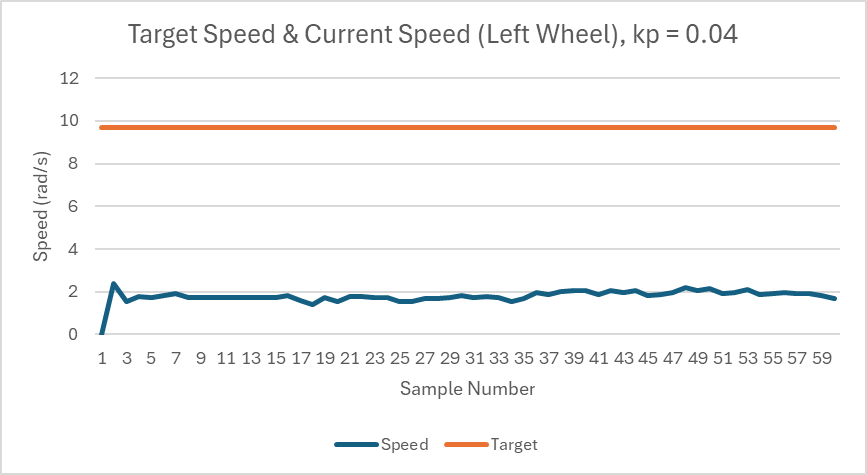 Target Speed & Current Speed (Left Wheel), kp = 0.04
12
10
8
6
4
2
0
Speed (rad/s)
1 3 5 7 9 11 13 15 17 19 21 23 25 27 29 31 33 35 37 39 41 43 45 47 49 51 53 55 57 59
Sample Number
Speed Target